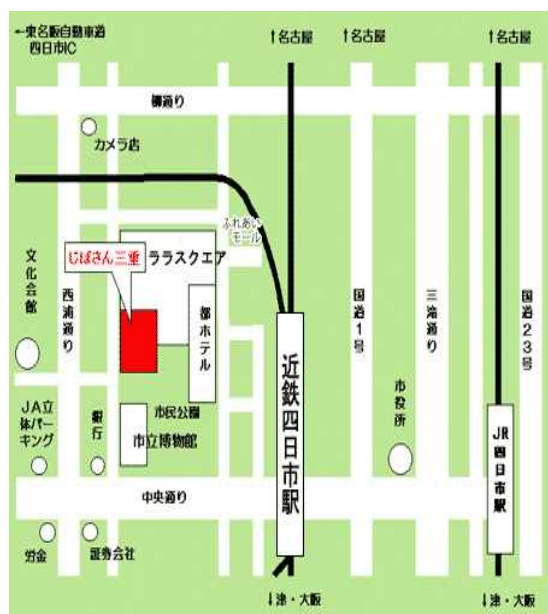 ←東名阪自動車道
四日市IC
↑名古屋
↑名古屋
↑名古屋
柳通り
カメラ店
ふれあい
モール
じばさん三重
ララスクエア
文化会館
西浦通り
都ホテル
国道1号
三滝通り
国道23号
近鉄四日市駅
市役所
JR四日市駅
JA立
体パー
キング
銀行
市民公園
市立博物館
中央通り
労金
証券会社
↓津・大阪
↓津・大阪